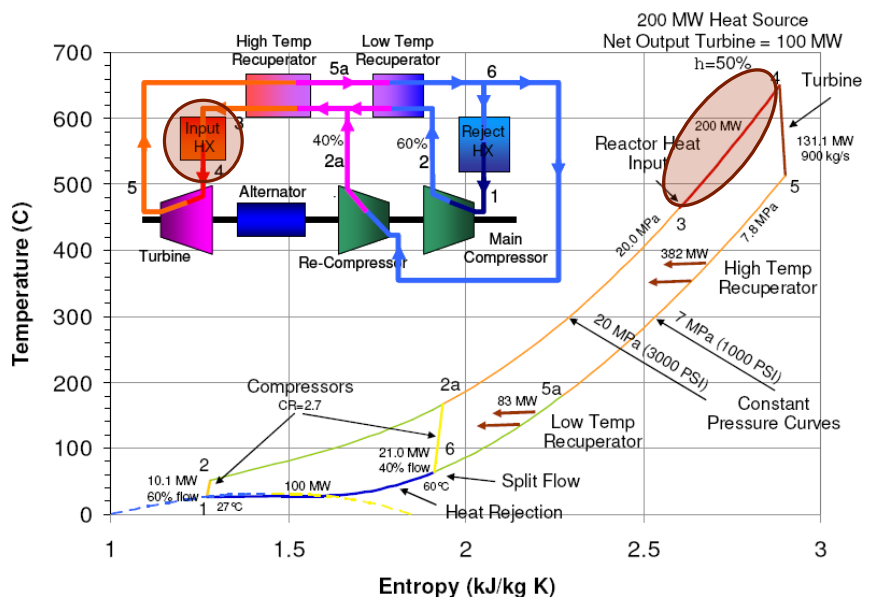 200 MW Heat Source
Net Output Turbine = 100 MW
h=50%
High Temp
Recuperator
5a
Low Temp
Recuperator
6
4
Turbine
3
Input
HX
4
40%
2a
60%
2
Reject
HX
1
5
Alternator
Turbine
Re-Compressor
Main
Compressor
200 MW
Reactor Heat
Input
131.1 MW
900 kg/s
5
3
20.0 MPa
7.8 MPa
382 MW
High Temp
Recuperator
20 MPa (3000 PSI)
7 MPa (1000 PSI)
Constant
Pressure Curves
Compressors
CR=2.7
2a
5a
83 MW
Low Temp
Recuperator
6
21.0 MW
40% flow
60°C
Split Flow
Heat Rejection
2
10.1 MW
60% flow
1
27°C
100 MW
700
600
500
400
300
200
100
0
Temperature (C)
1
1.5
2
2.5
3
Entropy (kJ/kg K)